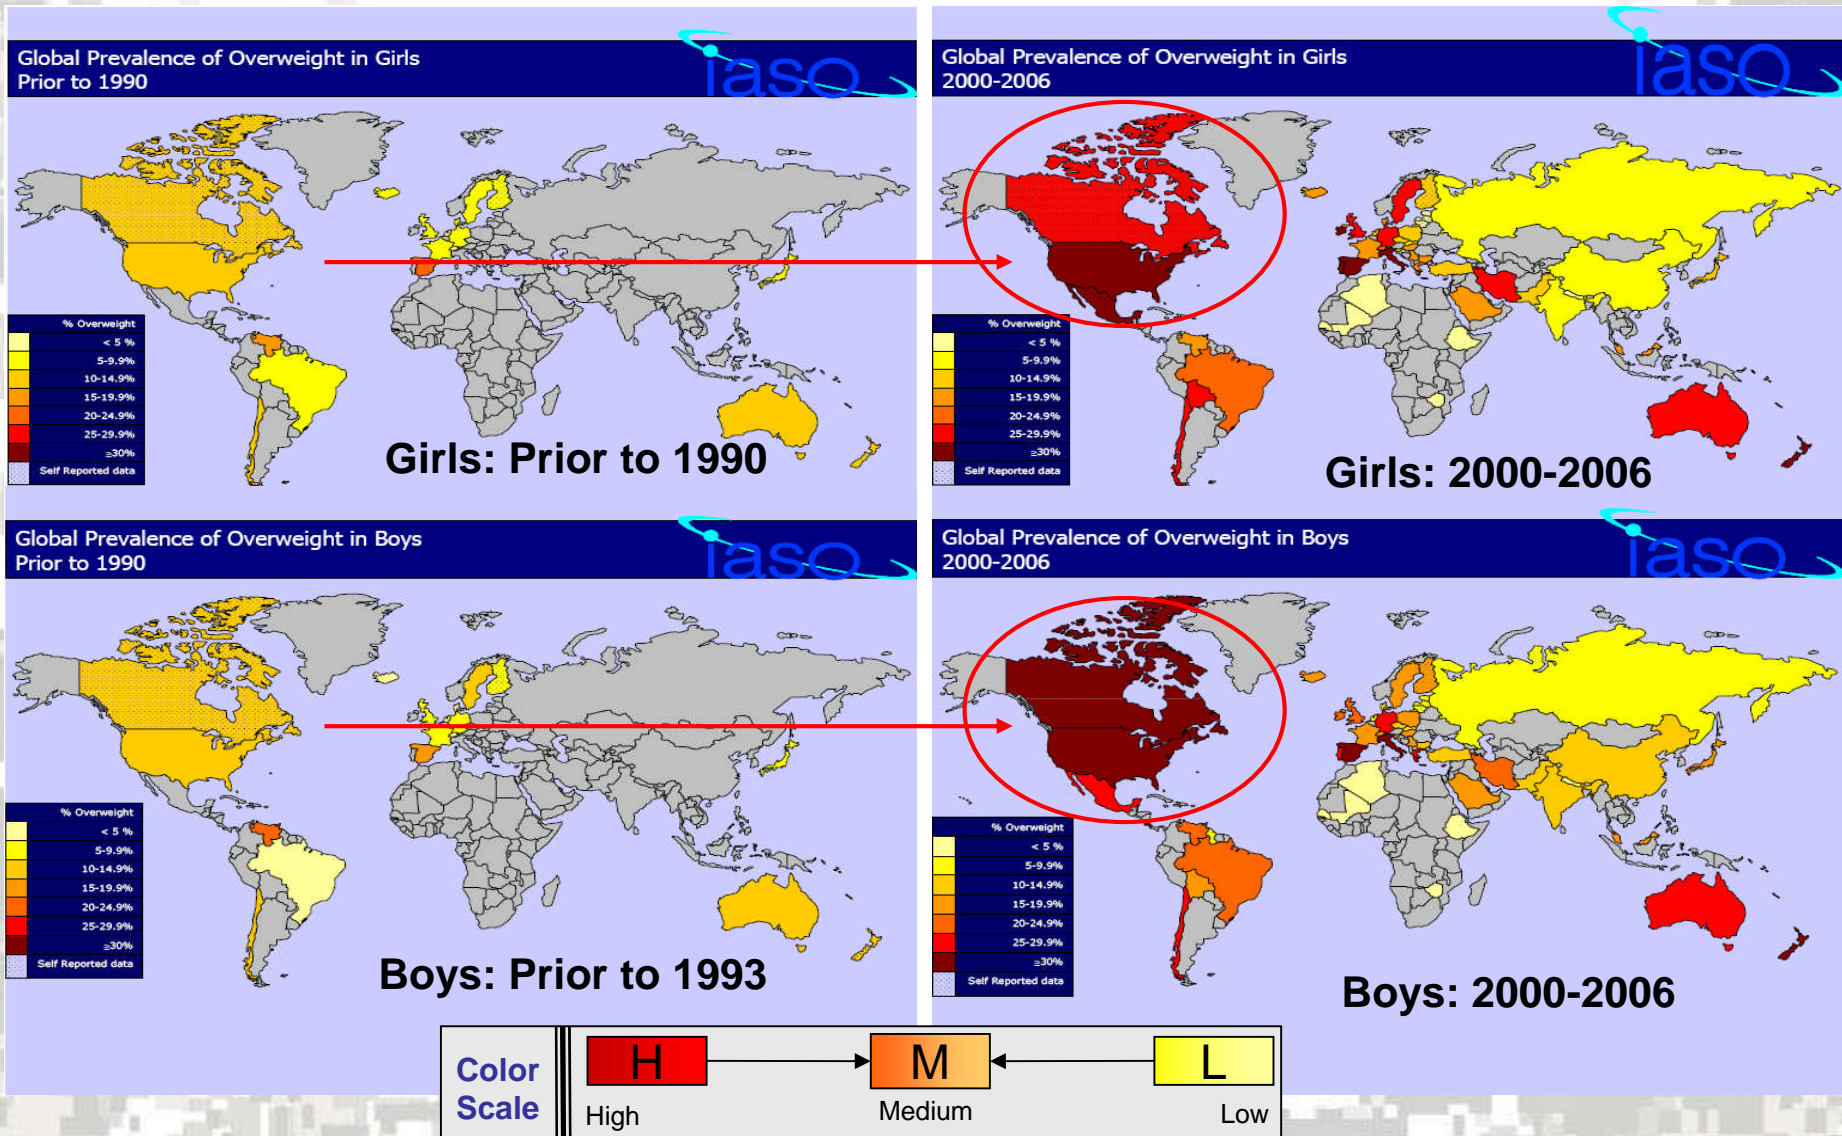 Global Prevalence of Overweight in Girls
Prior to 1990
iaso
% Overweight
< 5 %
5-9.9%
10-14.9%
15-19.9%
20-24.9%
25-29.9%
≥30%
Self Reported data
Girls: Prior to 1990
Global Prevalence of Overweight in Girls
2000-2006
iaso
% Overweight
< 5 %
5-9.9%
10-14.9%
15-19.9%
20-24.9%
25-29.9%
≥30%
Self Reported data
Girls: 2000-2006
Global Prevalence of Overweight in Boys
Prior to 1990
iaso
% Overweight
< 5 %
5-9.9%
10-14.9%
15-19.9%
20-24.9%
25-29.9%
≥30%
Self Reported data
Boys: Prior to 1993
Global Prevalence of Overweight in Boys
2000-2006
iaso
% Overweight
< 5 %
5-9.9%
10-14.9%
15-19.9%
20-24.9%
25-29.9%
≥30%
Self Reported data
Boys: 2000-2006
Color
Scale
H
M
L
High
Medium
Low